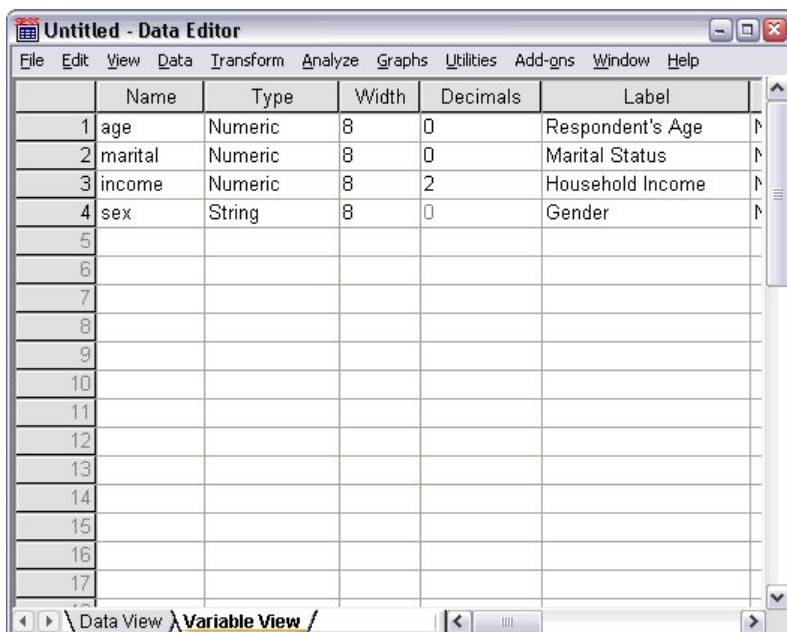 SPSS
Untitled - Data Editor
File Edit View Data Transform Analyze Graphs Utilities Add-ons Window Help
Name Type Width Decimals Label
1 age Numeric 8 0 Respondent's Age
2 marital Numeric 8 0 Marital Status
3 income Numeric 8 2 Household Income
4 sex String 8 0 Gender
5
6
7
8
9
10
11
12
13
14
15
16
17
Data View Variable View